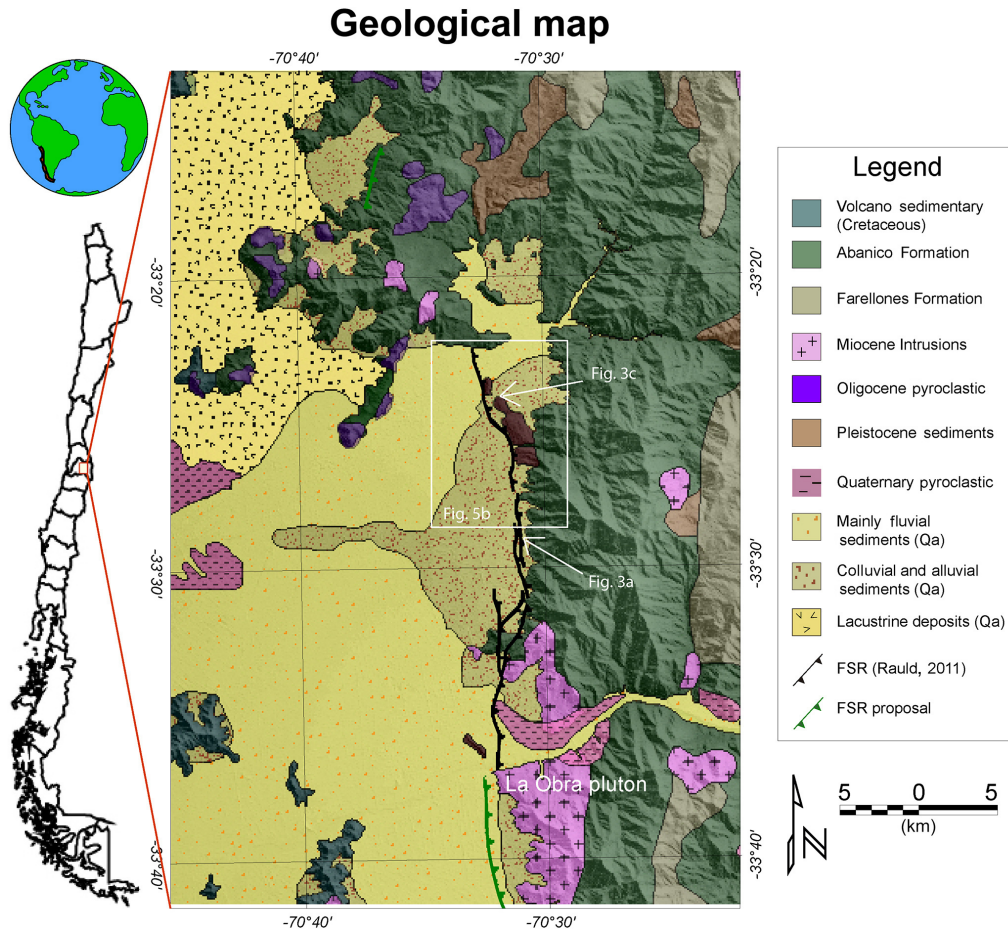 Geological map
-70°40'
-70°30'
-33°20'
-33°20'
Fig. 3c
Fig. 5b
-33°30'
-33°30'
Fig. 3a
La Obra pluton
-33°40'
-33°40'
-70°40'
-70°30'
Legend
Volcano sedimentary
(Cretaceous)
Abanico Formation
Farellones Formation
Miocene Intrusions
Oligocene pyroclastic
Pleistocene sediments
Quaternary pyroclastic
Mainly fluvial
sediments (Qa)
Colluvial and alluvial
sediments (Qa)
Lacustrine deposits (Qa)
FSR (Rauld, 2011)
FSR proposal
N
5 0 5
(km)